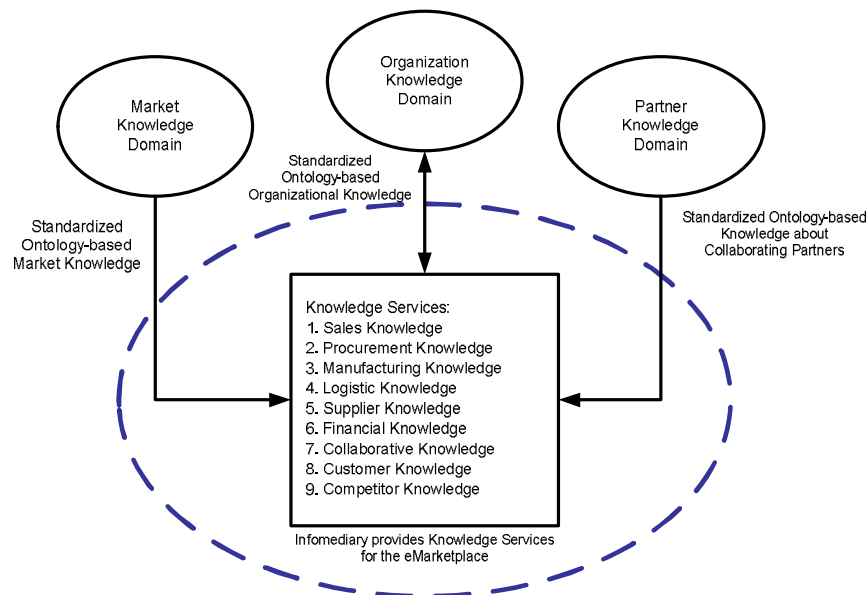 Market
Knowledge
Domain
Organization
Knowledge
Domain
Partner
Knowledge
Domain
Standardized
Ontology-based
Organizational Knowledge
Standardized
Ontology-based
Market Knowledge
Standardized Ontology-based
Knowledge about
Collaborating Partners
Knowledge Services:
1. Sales Knowledge
2. Procurement Knowledge
3. Manufacturing Knowledge
4. Logistic Knowledge
5. Supplier Knowledge
6. Financial Knowledge
7. Collaborative Knowledge
8. Customer Knowledge
9. Competitor Knowledge
Infomediary provides Knowledge Services
for the eMarketplace